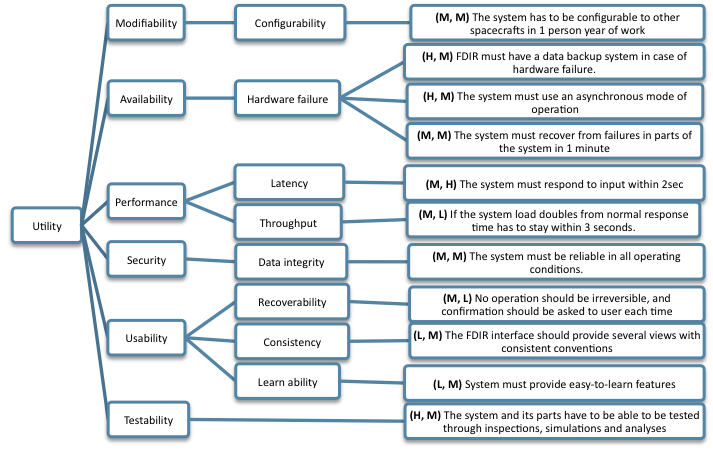 Utility
Modifiability
Configurability
(M, M) The system has to be configurable to other
spacecrafts in 1 person year of work
Availability
Hardware failure
(H, M) FDIR must have a data backup system in case of
hardware failure.
(H, M) The system must use an asynchronous mode of
operation
(M, M) The system must recover from failures in parts of
the system in 1 minute
Performance
Latency
(M, H) The system must respond to input within 2sec
Throughput
(M, L) If the system load doubles from normal response
time has to stay within 3 seconds.
Security
Data integrity
(M, M) The system must be reliable in all operating
conditions.
Usability
Recoverability
(M, L) No operation should be irreversible, and
confirmation should be asked to user each time
Consistency
(L, M) The FDIR interface should provide several views with
consistent conventions
Learn ability
(L, M) System must provide easy-to-learn features
Testability
(H, M) The system and its parts have to be able to be tested
through inspections, simulations and analyses